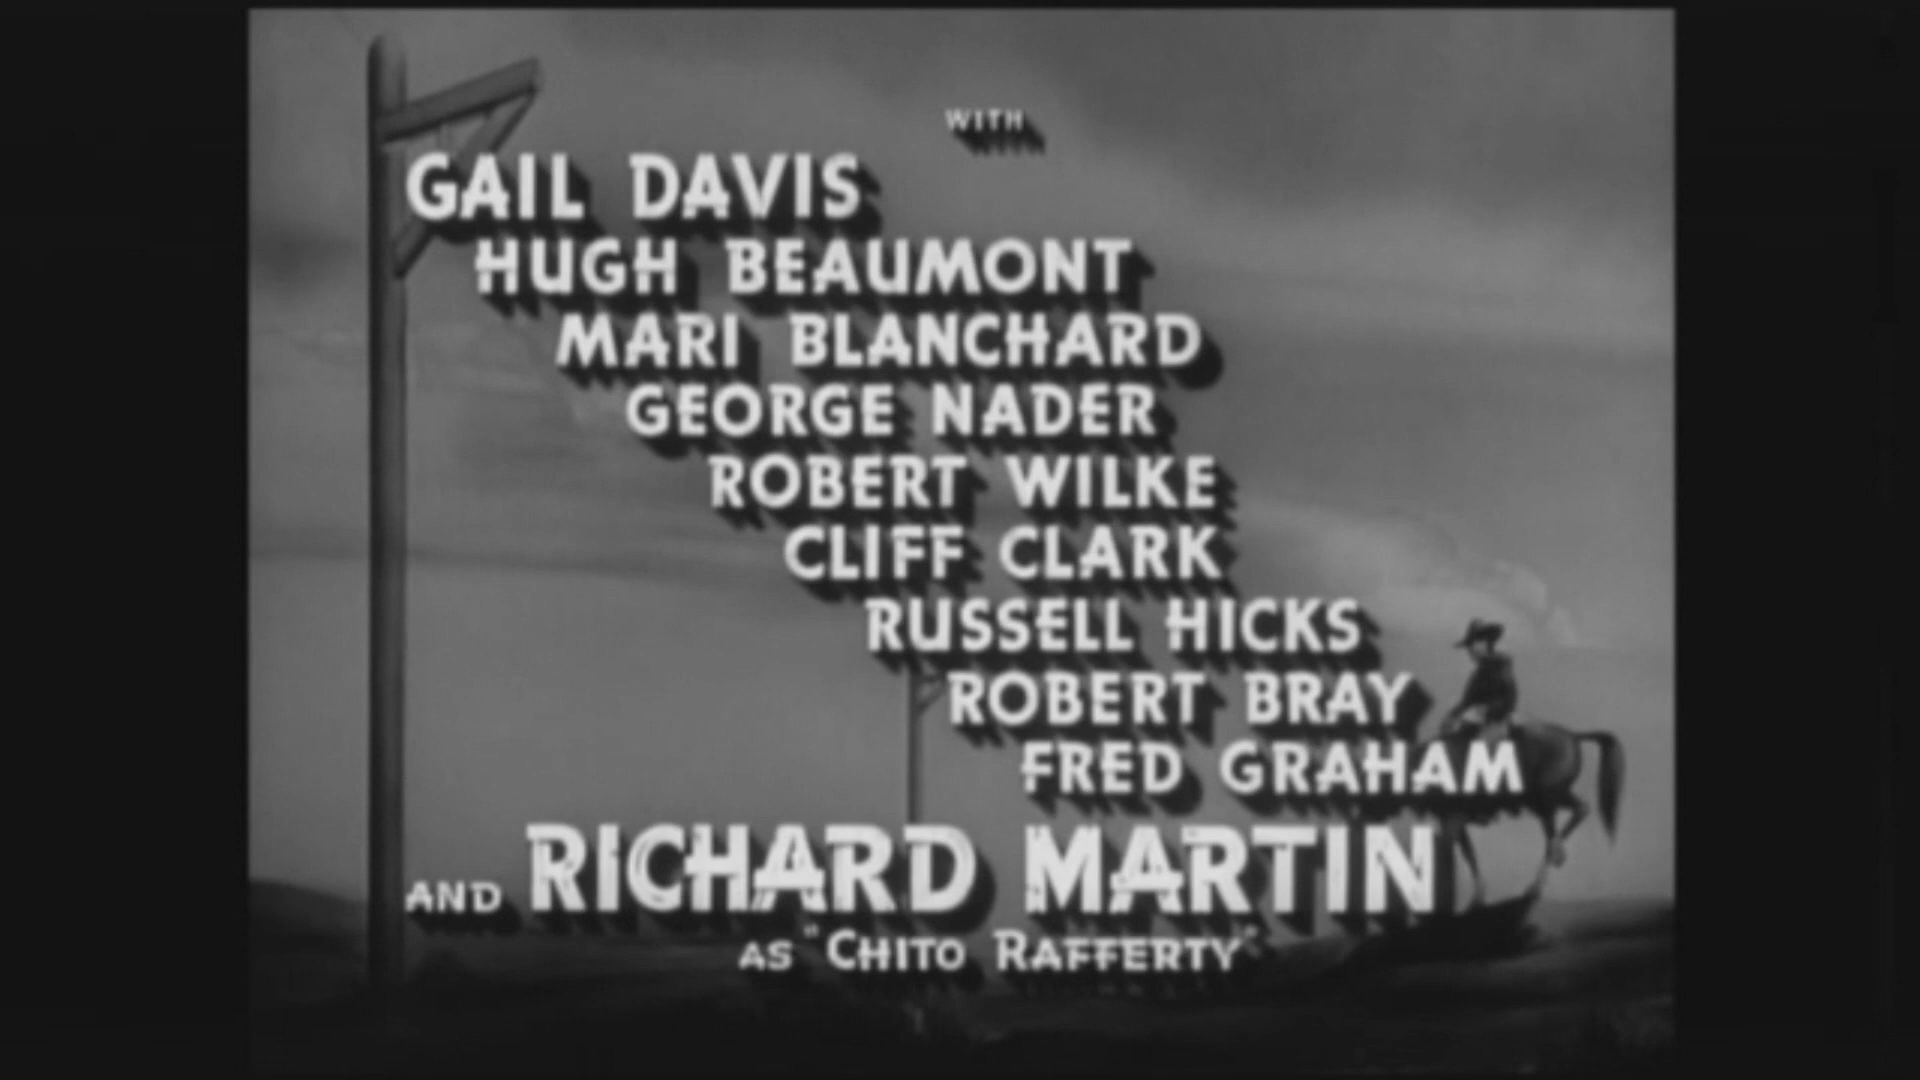 WITH
GAIL DAVIS
HUGH BEAUMONT
MARI BLANCHARD
GEORGE NADER
ROBERT WILKE
CLIFF CLARK
RUSSELL HICKS
ROBERT BRAY
FRED GRAHAM
AND RICHARD MARTIN
AS "CHITO RAFFERTY"